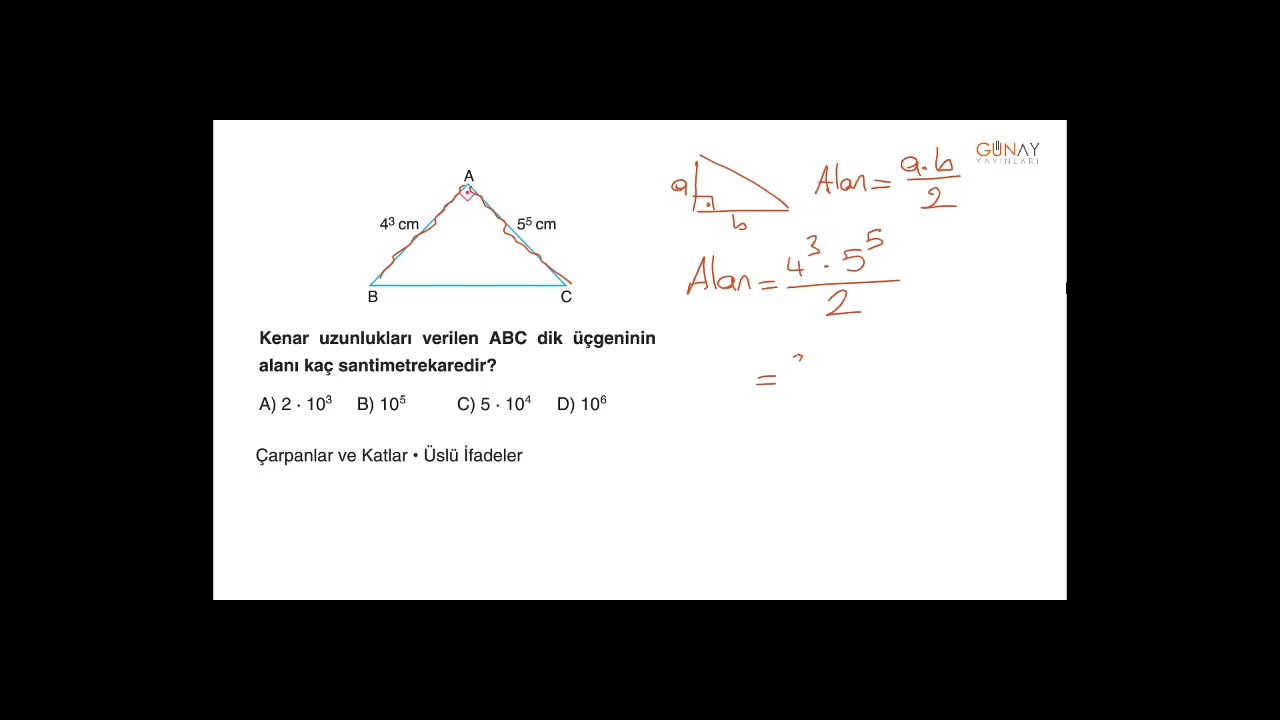 GÜNAY
YAYINLARI
A
4³ cm
5⁵ cm
B
C
a
b
Alan = a.b / 2
Alan = 4³ . 5⁵ / 2
=
Kenar uzunlukları verilen ABC dik üçgeninin
alanı kaç santimetrekaredir?
A) 2 · 10³ B) 10⁵ C) 5 · 10⁴ D) 10⁶
Çarpanlar ve Katlar • Üslü İfadeler